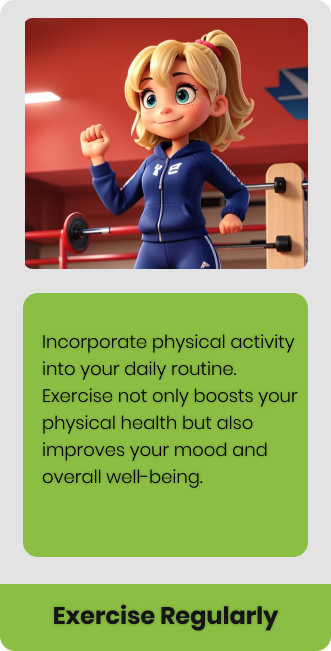 Incorporate physical activity
into your daily routine.
Exercise not only boosts your
physical health but also
improves your mood and
overall well-being.
Exercise Regularly